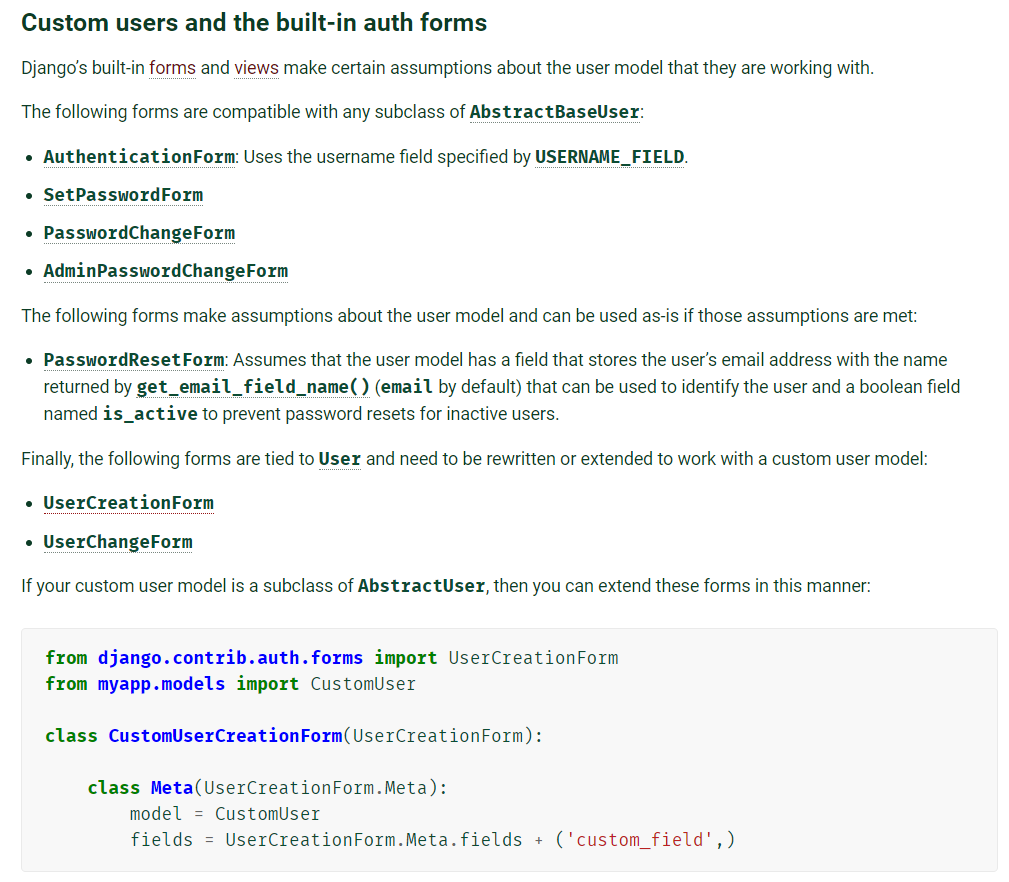 Custom users and the built-in auth forms
Django’s built-in forms and views make certain assumptions about the user model that they are working with.
The following forms are compatible with any subclass of AbstractBaseUser:
• AuthenticationForm: Uses the username field specified by USERNAME_FIELD.
• SetPasswordForm
• PasswordChangeForm
• AdminPasswordChangeForm
The following forms make assumptions about the user model and can be used as-is if those assumptions are met:
• PasswordResetForm: Assumes that the user model has a field that stores the user’s email address with the name
returned by get_email_field_name() (email by default) that can be used to identify the user and a boolean field
named is_active to prevent password resets for inactive users.
Finally, the following forms are tied to User and need to be rewritten or extended to work with a custom user model:
• UserCreationForm
• UserChangeForm
If your custom user model is a subclass of AbstractUser, then you can extend these forms in this manner:
from django.contrib.auth.forms import UserCreationForm
from myapp.models import CustomUser
class CustomUserCreationForm(UserCreationForm):
    class Meta(UserCreationForm.Meta):
        model = CustomUser
        fields = UserCreationForm.Meta.fields + ('custom_field',)